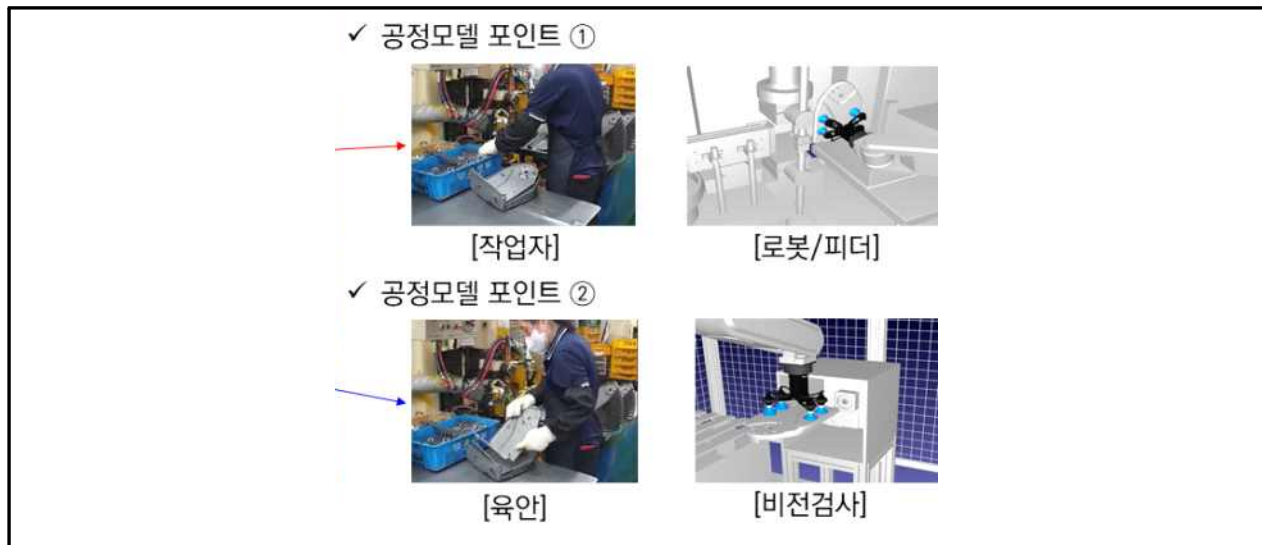 ✓ 공정모델 포인트 ①
[작업자] [로봇/피더]
✓ 공정모델 포인트 ②
[육안] [비전검사]